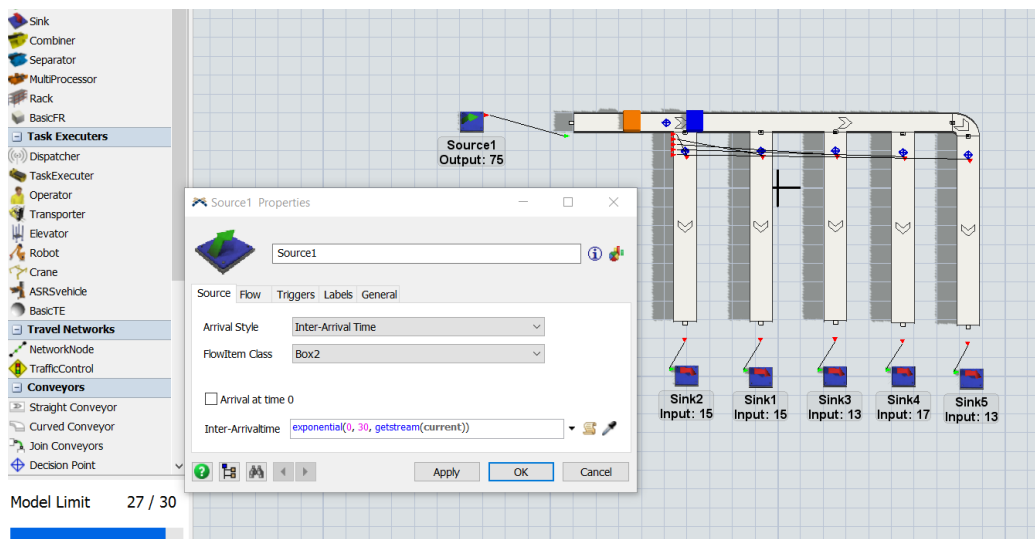 Sink
Combiner
Separator
MultiProcessor
Rack
BasicFR
Task Executers
Dispatcher
TaskExecuter
Operator
Transporter
Elevator
Robot
Crane
ASRSvehicle
BasicTE
Travel Networks
NetworkNode
TrafficControl
Conveyors
Straight Conveyor
Curved Conveyor
Join Conveyors
Decision Point
Model Limit 27 / 30
Source1
Output: 75
Source1 Properties
Source1
Source Flow Triggers Labels General
Arrival Style Inter-Arrival Time
FlowItem Class Box2
Arrival at time 0
Inter-Arrivaltime exponential(0, 30, getstream(current))
Apply OK Cancel
Sink2
Input: 15
Sink1
Input: 15
Sink3
Input: 13
Sink4
Input: 17
Sink5
Input: 13